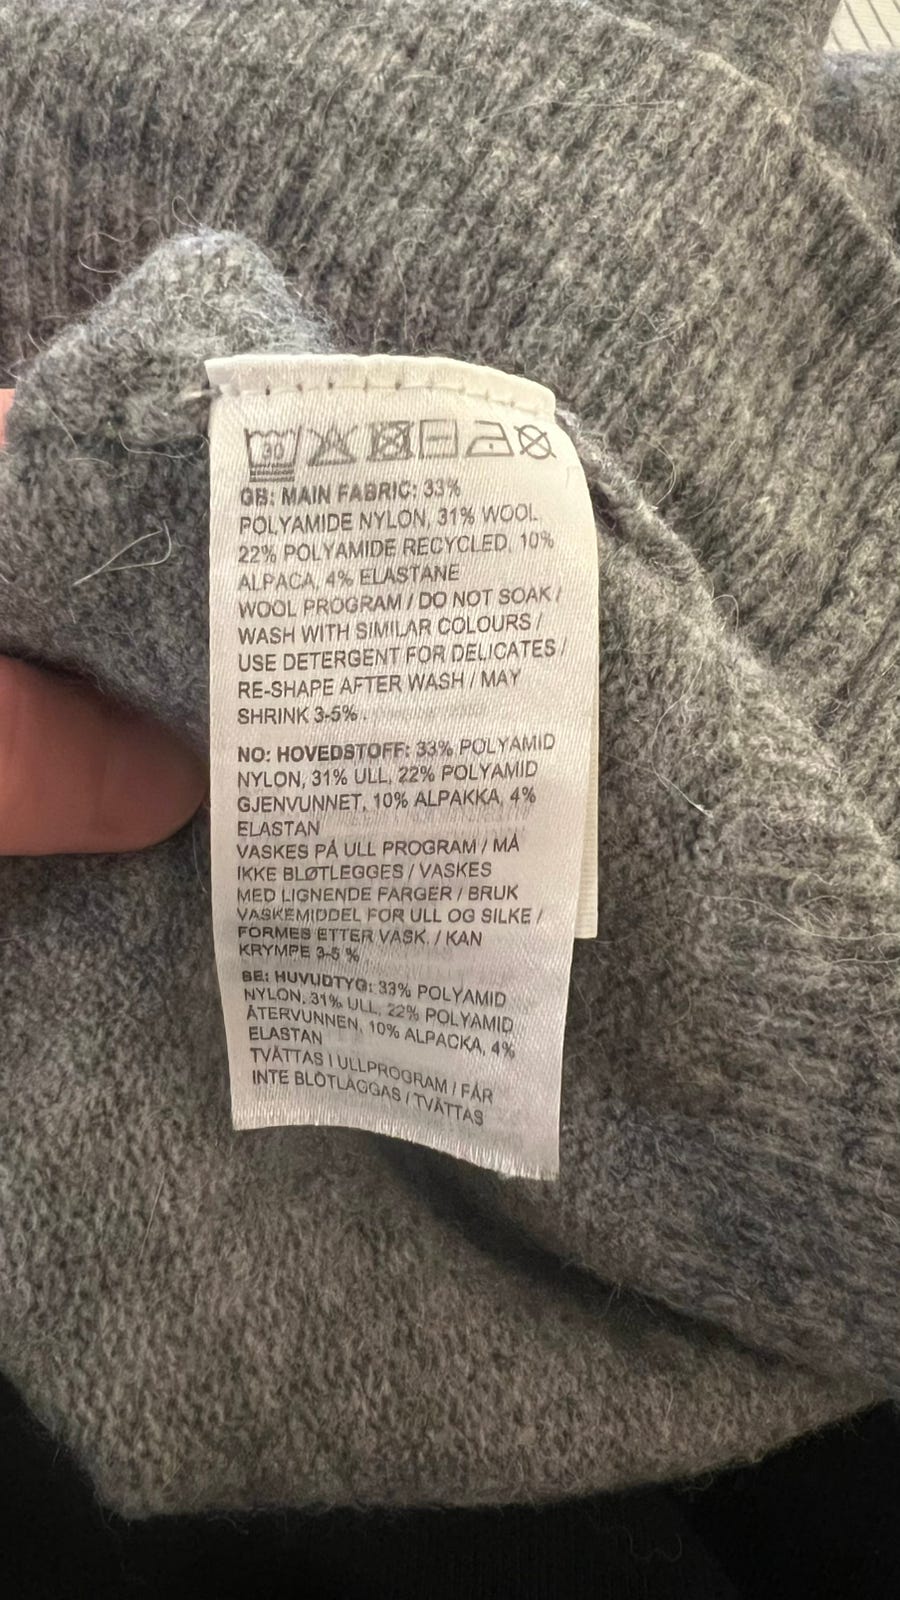 30
GB: MAIN FABRIC: 33%
POLYAMIDE NYLON, 31% WOOL,
22% POLYAMIDE RECYCLED, 10%
ALPACA, 4% ELASTANE
WOOL PROGRAM / DO NOT SOAK /
WASH WITH SIMILAR COLOURS /
USE DETERGENT FOR DELICATES /
RE-SHAPE AFTER WASH / MAY
SHRINK 3-5% .
NO: HOVEDSTOFF: 33% POLYAMID
NYLON, 31% ULL, 22% POLYAMID
GJENVUNNET, 10% ALPAKKA, 4%
ELASTAN
VASKES PÅ ULL PROGRAM / MÅ
IKKE BLØTLEGGES / VASKES
MED LIGNENDE FARGER / BRUK
VASKEMIDDEL FOR ULL OG SILKE /
FORMES ETTER VASK. / KAN
KRYMPE 3-5 %
SE: HUVUDTYG: 33% POLYAMID
NYLON, 31% ULL, 22% POLYAMID
ÅTERVUNNEN, 10% ALPACKA, 4%
ELASTAN
TVÄTTAS I ULLPROGRAM / FÅR
INTE BLÖTLÄGGAS / TVÄTTAS